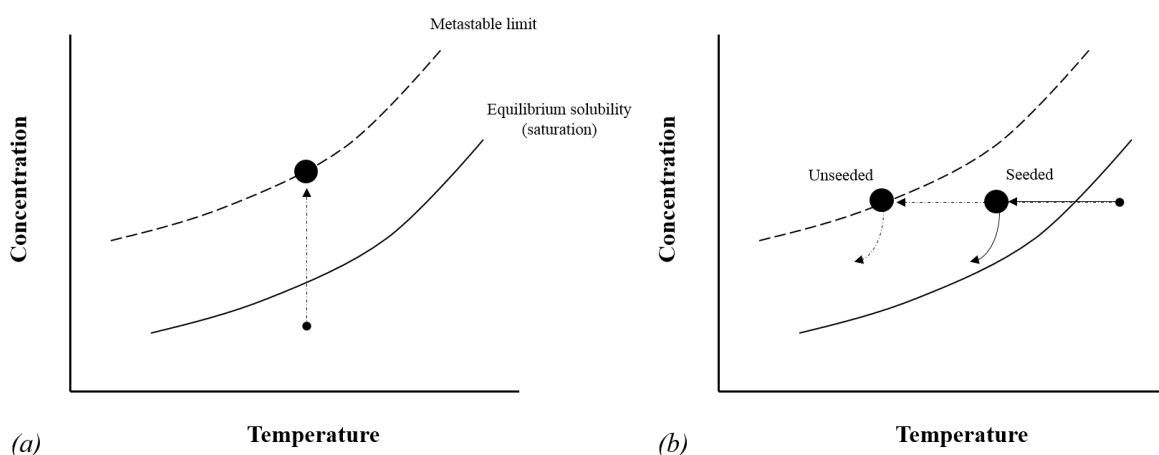 Metastable limit
Equilibrium solubility
(saturation)
Concentration
Temperature
(a)
Unseeded
Seeded
Concentration
Temperature
(b)